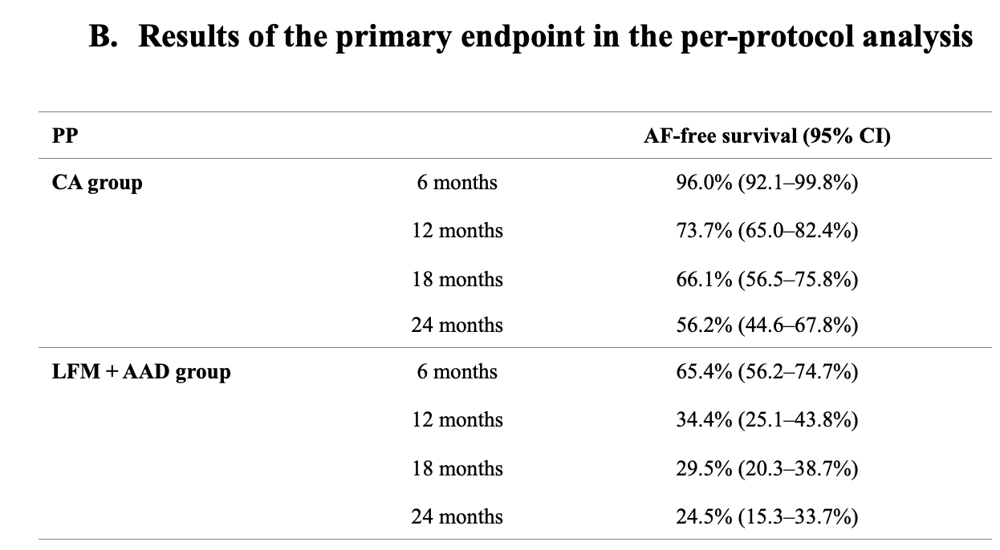 B. Results of the primary endpoint in the per-protocol analysis
PP AF-free survival (95% CI)
CA group 6 months 96.0% (92.1–99.8%)
12 months 73.7% (65.0–82.4%)
18 months 66.1% (56.5–75.8%)
24 months 56.2% (44.6–67.8%)
LFM + AAD group 6 months 65.4% (56.2–74.7%)
12 months 34.4% (25.1–43.8%)
18 months 29.5% (20.3–38.7%)
24 months 24.5% (15.3–33.7%)